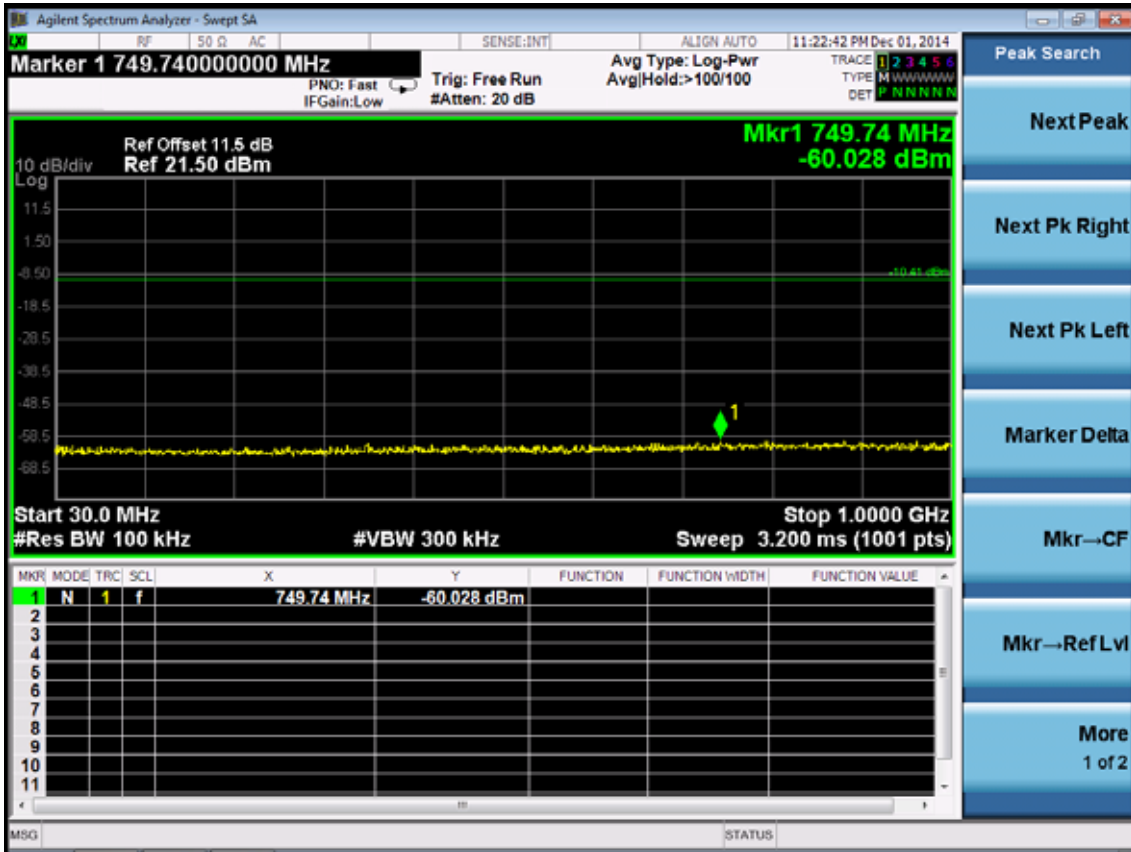 Agilent Spectrum Analyzer - Swept SA
LXI RF 50 Ω AC SENSE:INT ALIGN AUTO 11:22:42 PM Dec 01, 2014
Marker 1 749.740000000 MHz
PNO: Fast
IFGain:Low
Trig: Free Run
#Atten: 20 dB
Avg Type: Log-Pwr
Avg|Hold:>100/100
TRACE 1 2 3 4 5 6
TYPE M WWWWW
DET P N N N N N
Ref Offset 11.5 dB
10 dB/div Ref 21.50 dBm
Log
Mkr1 749.74 MHz
-60.028 dBm
11.5
1.50
-8.50
-10.41 dBm
-18.5
-28.5
-38.5
-48.5
1
-58.5
-68.5
Start 30.0 MHz Stop 1.0000 GHz
#Res BW 100 kHz #VBW 300 kHz Sweep 3.200 ms (1001 pts)
MKR MODE TRC SCL X Y FUNCTION FUNCTION WIDTH FUNCTION VALUE
1 N 1 f 749.74 MHz -60.028 dBm
2
3
4
5
6
7
8
9
10
11
MSG STATUS
Peak Search
Next Peak
Next Pk Right
Next Pk Left
Marker Delta
Mkr→CF
Mkr→Ref Lvl
More
1 of 2